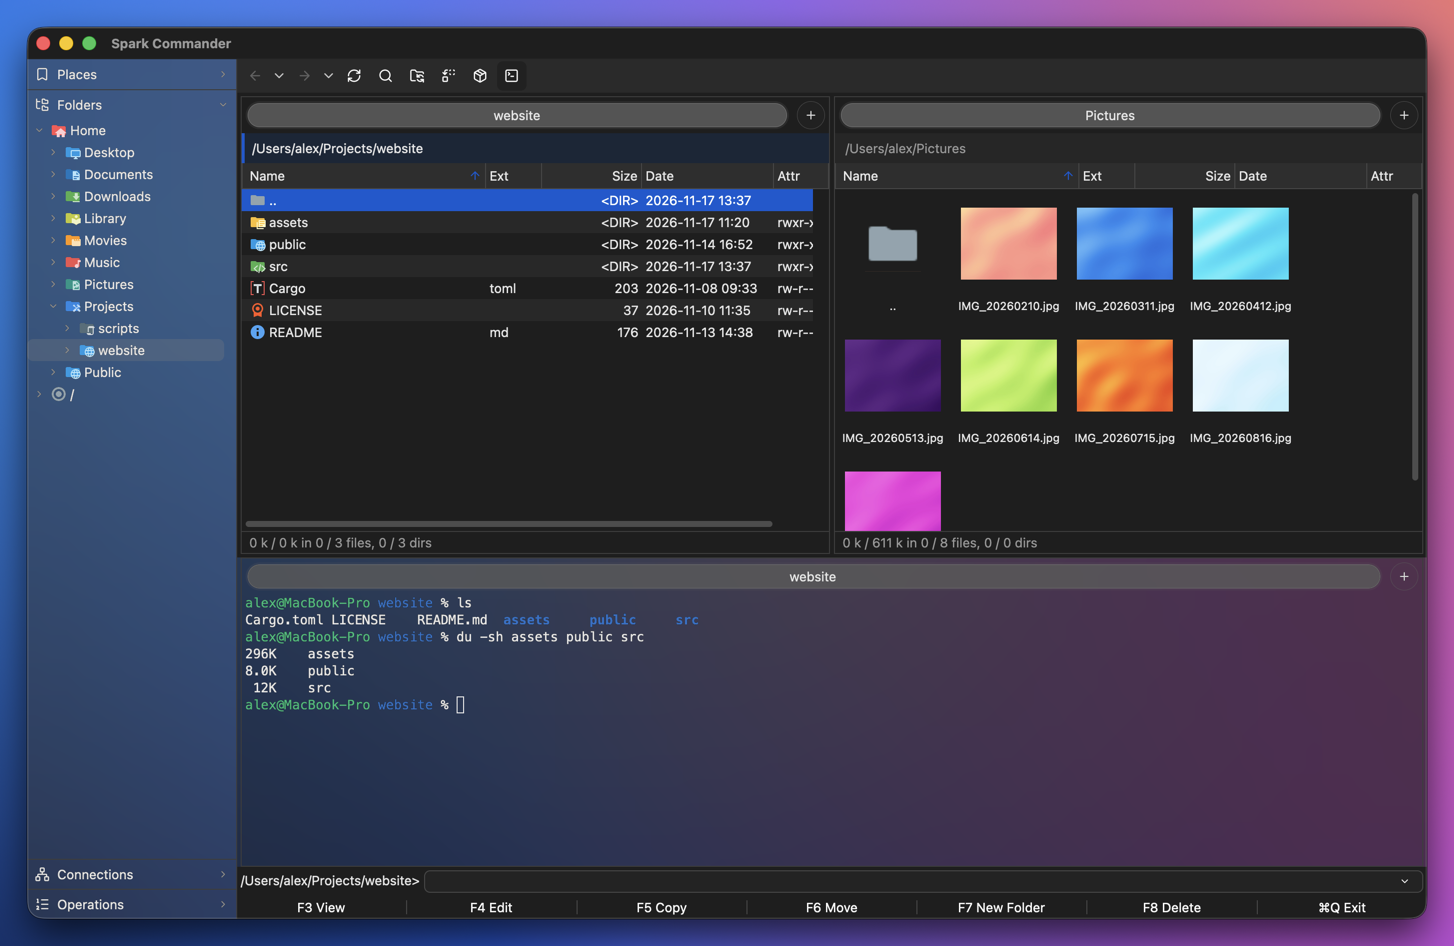 Spark Commander
Places
Folders
Home
Desktop
Documents
Downloads
Library
Movies
Music
Pictures
Projects
scripts
website
Public
/
Connections
Operations
website
+
/Users/alex/Projects/website
Name Ext Size Date Attr
.. <DIR> 2026-11-17 13:37
assets <DIR> 2026-11-17 11:20 rwxr-x
public <DIR> 2026-11-14 16:52 rwxr-x
src <DIR> 2026-11-17 13:37 rwxr-x
Cargo toml 203 2026-11-08 09:33 rw-r--
LICENSE 37 2026-11-10 11:35 rw-r--
README md 176 2026-11-13 14:38 rw-r--
0 k / 0 k in 0 / 3 files, 0 / 3 dirs
Pictures
+
/Users/alex/Pictures
Name Ext Size Date Attr
.. IMG_20260210.jpg IMG_20260311.jpg IMG_20260412.jpg
IMG_20260513.jpg IMG_20260614.jpg IMG_20260715.jpg IMG_20260816.jpg
0 k / 611 k in 0 / 8 files, 0 / 0 dirs
website
+
alex@MacBook-Pro website % ls
Cargo.toml LICENSE README.md assets public src
alex@MacBook-Pro website % du -sh assets public src
296K assets
8.0K public
12K src
alex@MacBook-Pro website %
/Users/alex/Projects/website>
F3 View F4 Edit F5 Copy F6 Move F7 New Folder F8 Delete ⌘Q Exit